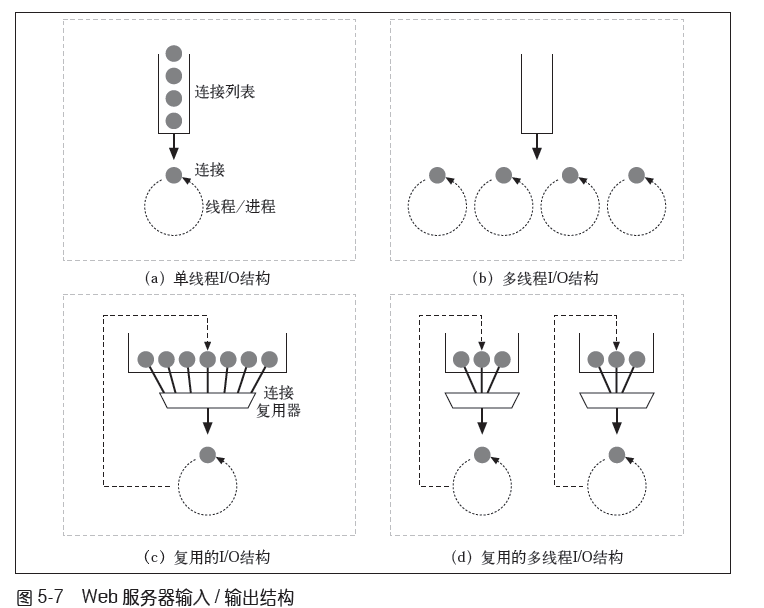 连接列表
连接
线程/进程
(a) 单线程I/O结构
(b) 多线程I/O结构
连接
复用器
(c) 复用的I/O结构
(d) 复用的多线程I/O结构
图 5-7 Web 服务器输入 / 输出结构